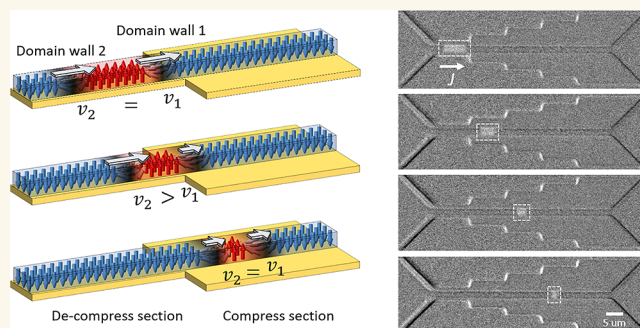 Domain wall 1
Domain wall 2
v₂ = v₁
v₂ > v₁
v₂ = v₁
De-compress section
Compress section
J
5 um